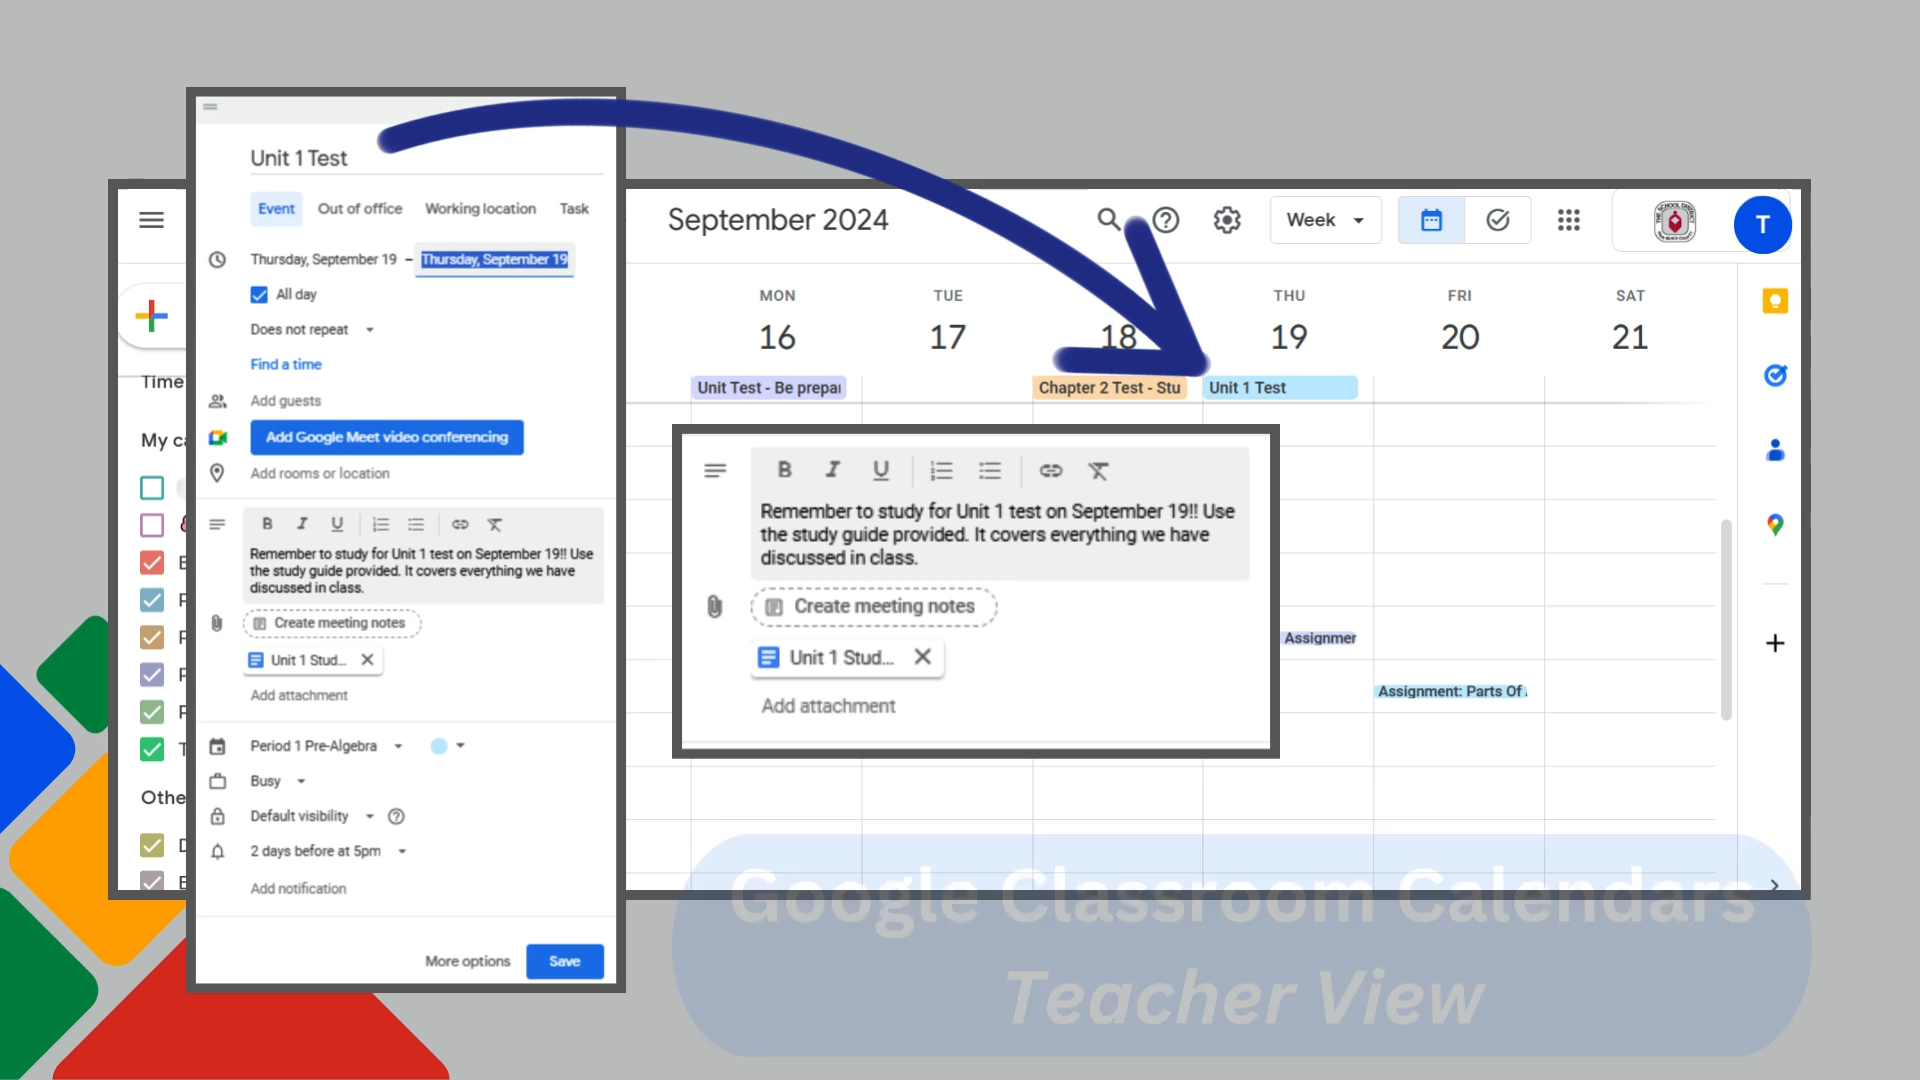 Unit 1 Test
Event Out of office Working location Task
Thursday, September 19 – Thursday, September 19
All day
Does not repeat
Find a time
Add guests
Add Google Meet video conferencing
Add rooms or location
B I U
Remember to study for Unit 1 test on September 19!! Use
the study guide provided. It covers everything we have
discussed in class.
Create meeting notes
Unit 1 Stud...
Add attachment
Period 1 Pre-Algebra
Busy
Default visibility
2 days before at 5pm
Add notification
More options Save
Time
My ca
Othe
September 2024
Week
T
MON TUE THU FRI SAT
16 17 18 19 20 21
Unit Test - Be prepar Chapter 2 Test - Stu Unit 1 Test
B I U
Remember to study for Unit 1 test on September 19!! Use
the study guide provided. It covers everything we have
discussed in class.
Create meeting notes
Unit 1 Stud...
Add attachment
Assignmer
Assignment: Parts Of
Google Classroom Calendars
Teacher View